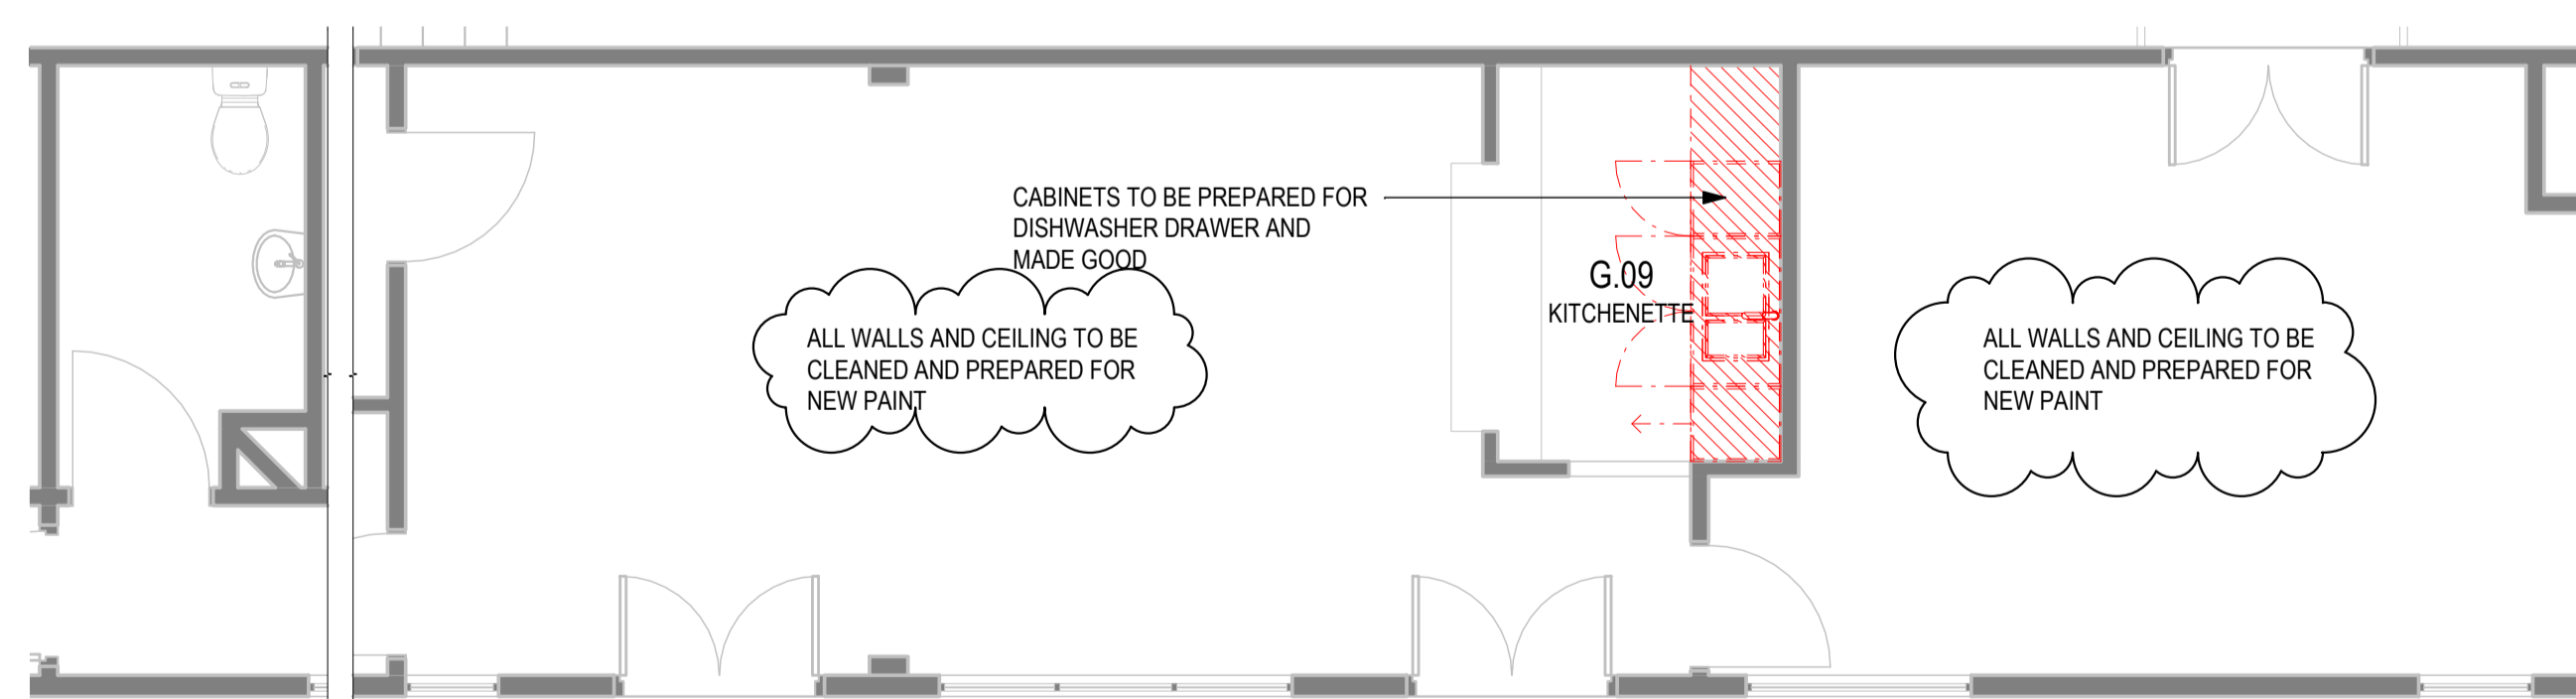 CABINETS TO BE PREPARED FOR
DISHWASHER DRAWER AND
MADE GOOD
G.09
KITCHENETTE
ALL WALLS AND CEILING TO BE
CLEANED AND PREPARED FOR
NEW PAINT
ALL WALLS AND CEILING TO BE
CLEANED AND PREPARED FOR
NEW PAINT